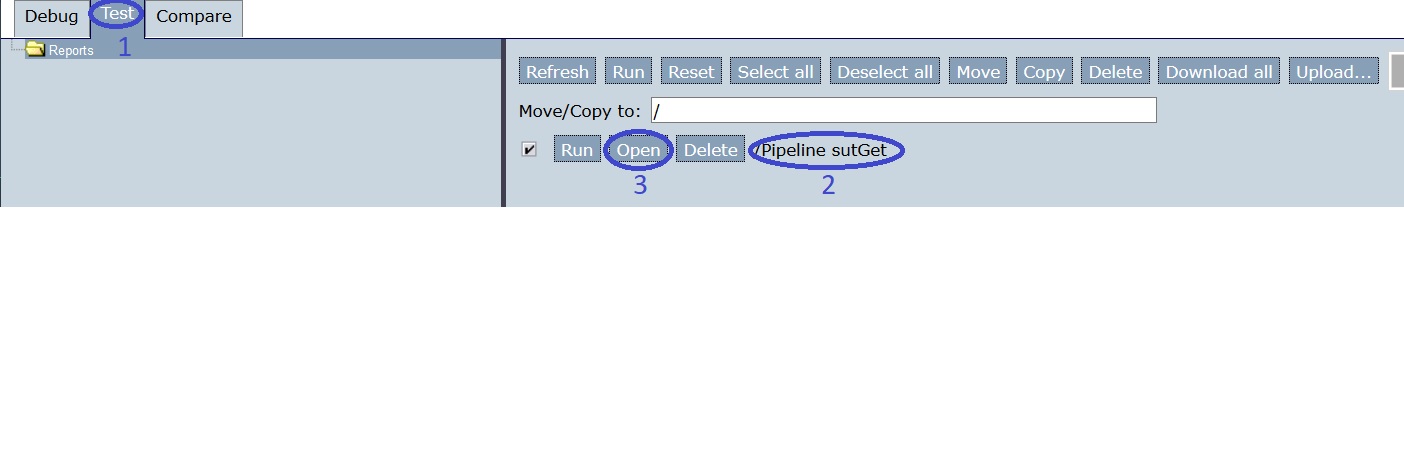 Debug Test Compare
1
Reports
Refresh Run Reset Select all Deselect all Move Copy Delete Download all Upload...
Move/Copy to: /
Run Open Delete /Pipeline sutGet
3 2